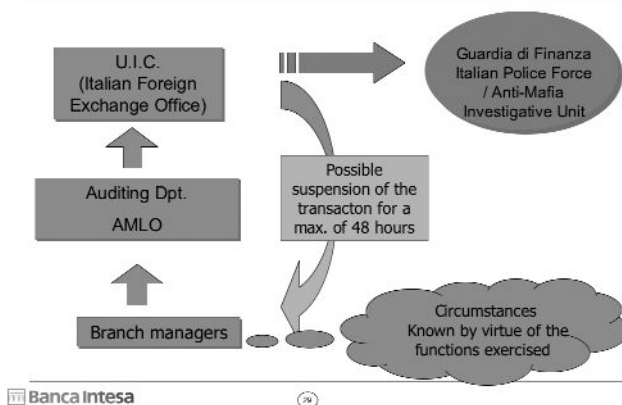 U.I.C.
(Italian Foreign
Exchange Office)
Guardia di Finanza
Italian Police Force
/ Anti-Mafia
Investigative Unit
Possible
suspension of the
transacton for a
max. of 48 hours
Auditing Dpt.
AMLO
Branch managers
Circumstances
Known by virtue of the
functions exercised
Banca Intesa
29